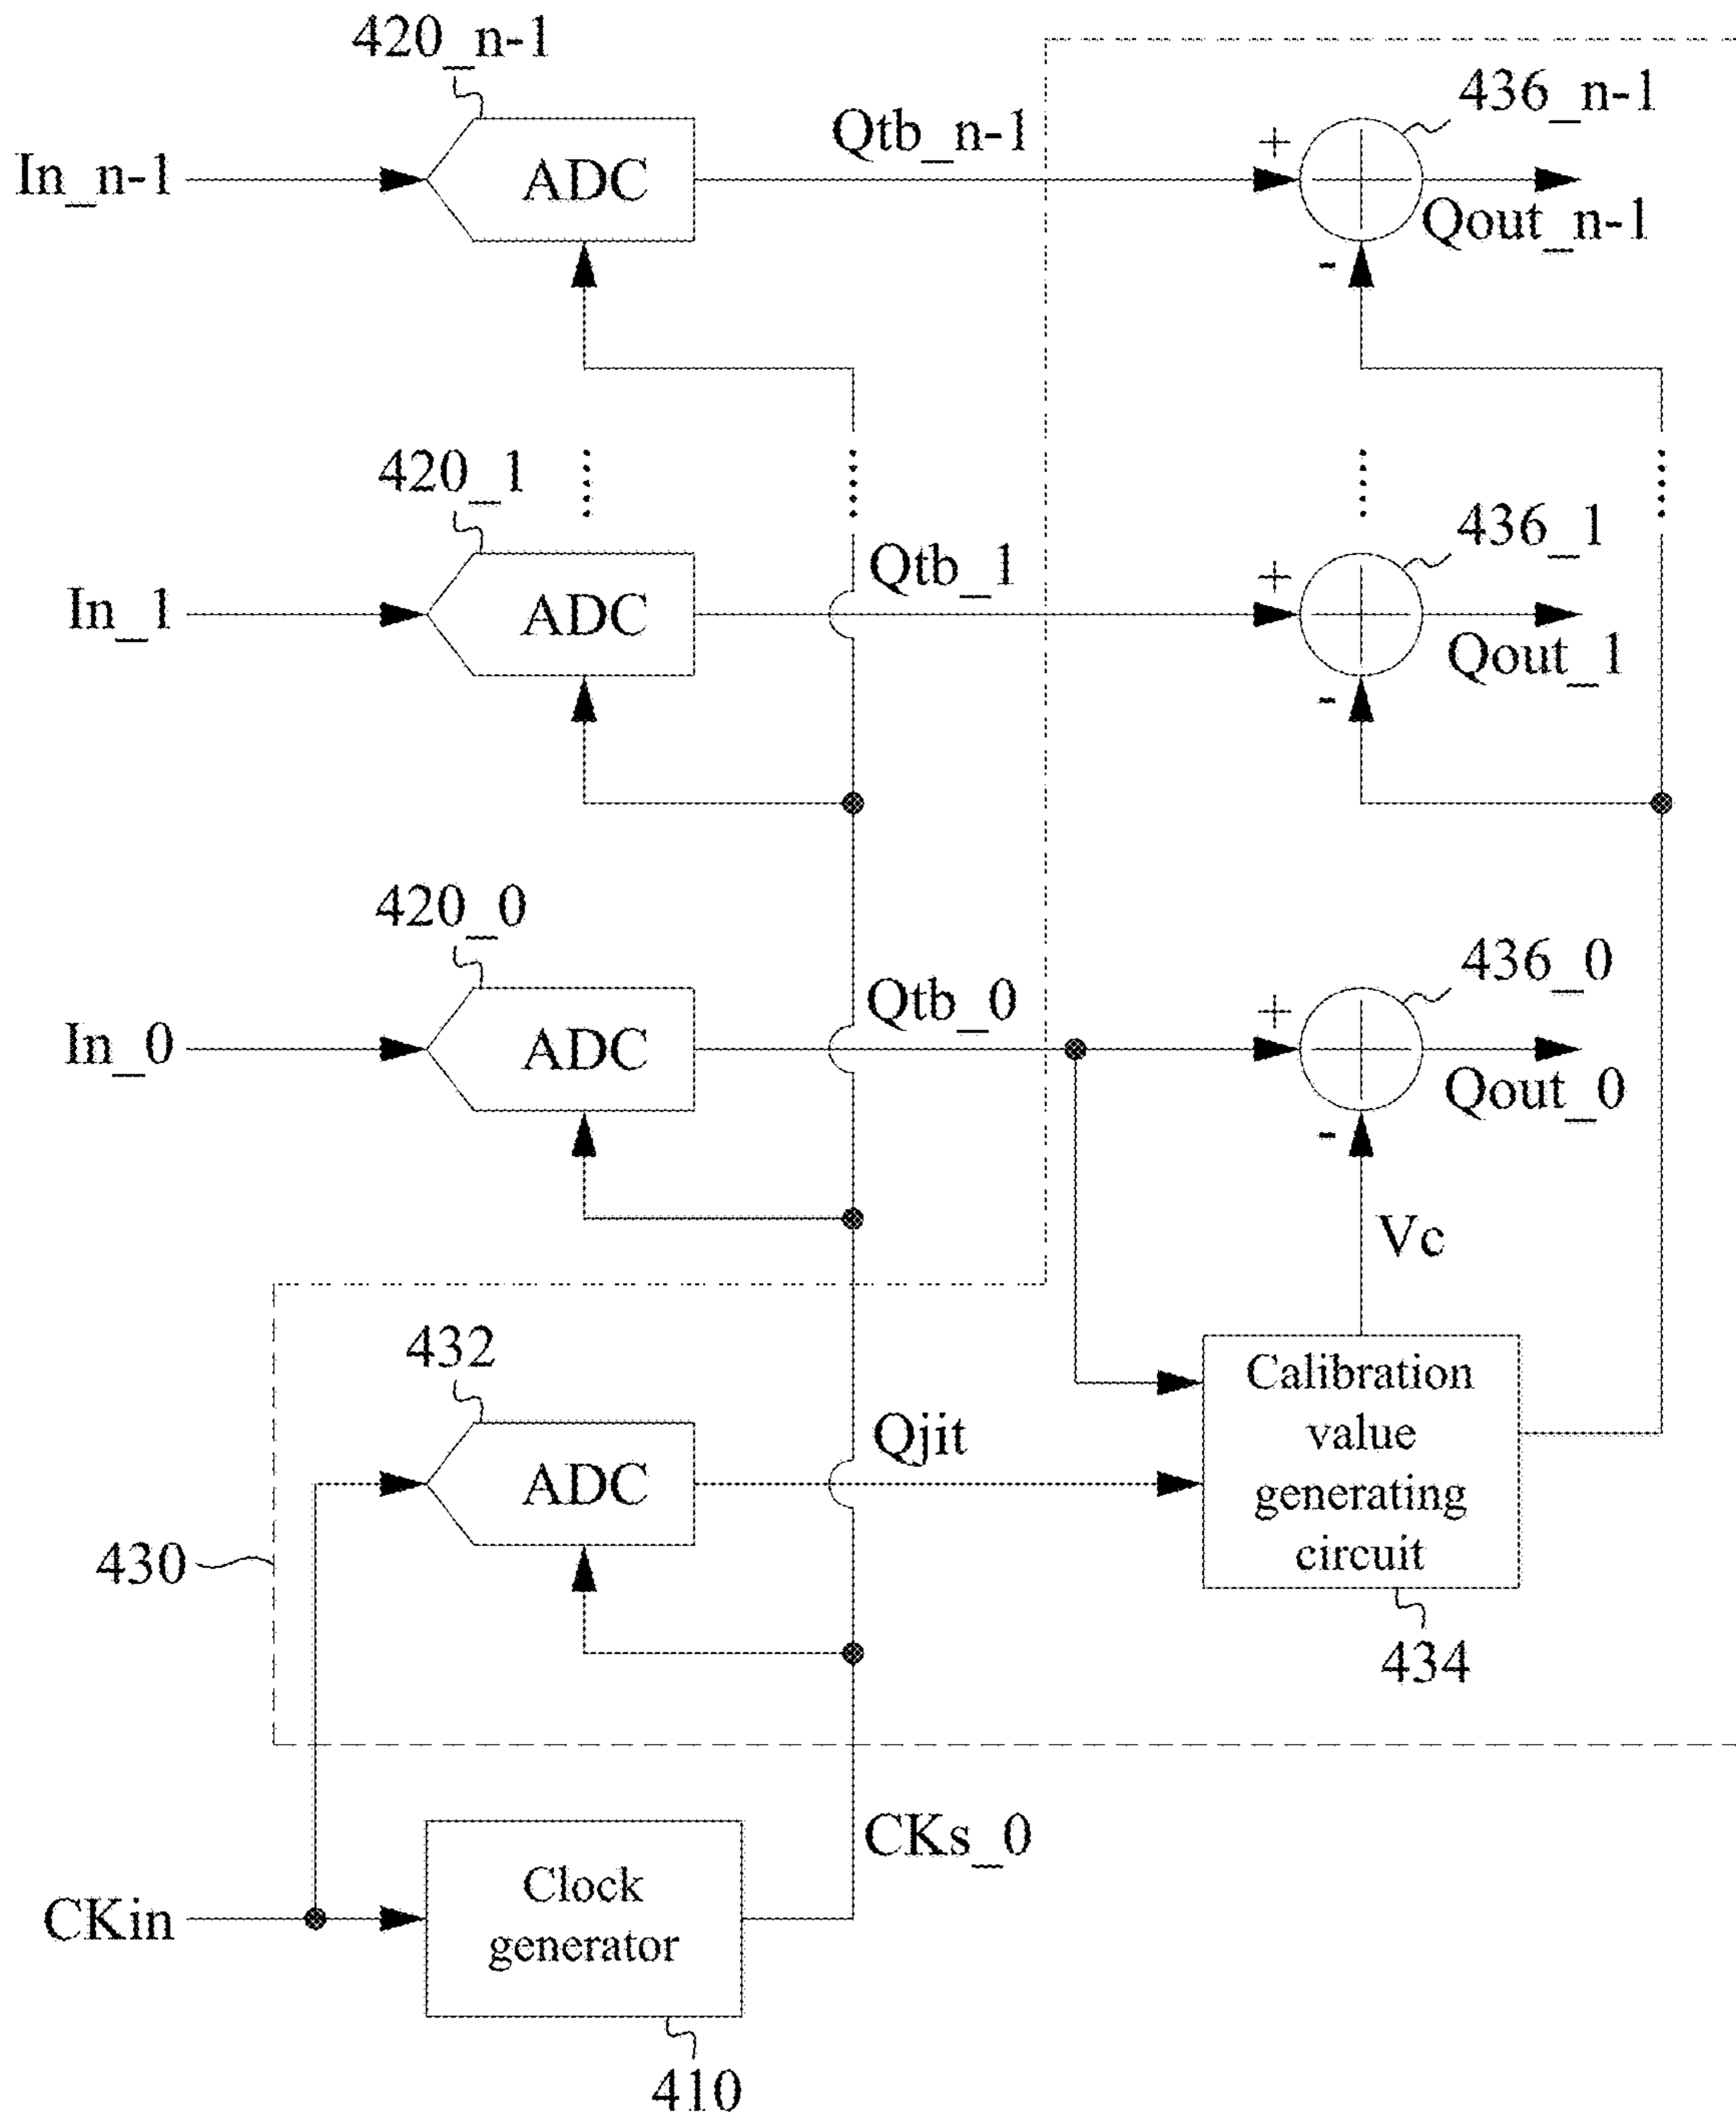 420_n-1
436_n-1
In_n-1
ADC
Qtb_n-1
+
-
Qout_n-1
420_1
436_1
In_1
ADC
Qtb_1
+
-
Qout_1
420_0
436_0
In_0
ADC
Qtb_0
+
-
Qout_0
Vc
432
ADC
Qjit
Calibration
value
generating
circuit
430
434
CKs_0
CKin
Clock
generator
410